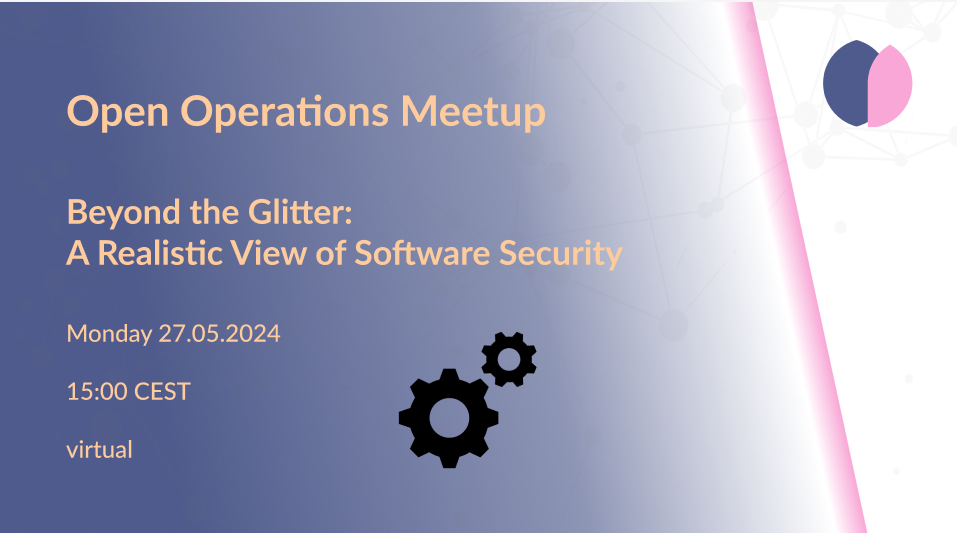 Open Operations Meetup
Beyond the Glitter:
A Realistic View of Software Security
Monday 27.05.2024
15:00 CEST
virtual